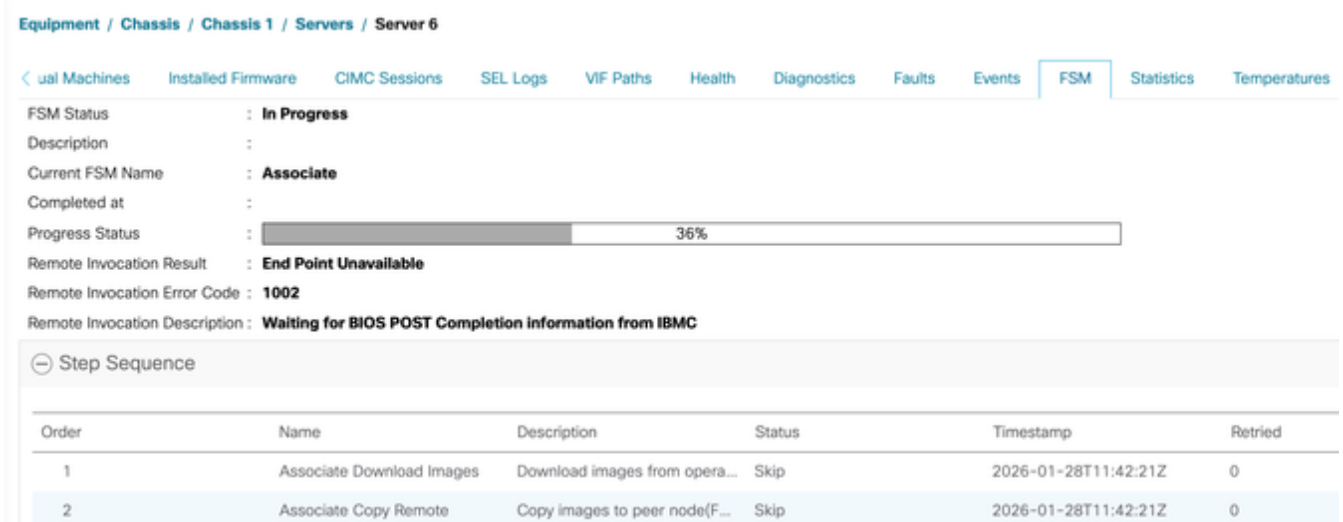 Equipment / Chassis / Chassis 1 / Servers / Server 6
ual Machines Installed Firmware CIMC Sessions SEL Logs VIF Paths Health Diagnostics Faults Events FSM Statistics Temperatures
FSM Status : In Progress
Description :
Current FSM Name : Associate
Completed at :
Progress Status : 36%
Remote Invocation Result : End Point Unavailable
Remote Invocation Error Code : 1002
Remote Invocation Description : Waiting for BIOS POST Completion information from IBMC
Step Sequence
Order Name Description Status Timestamp Retried
1 Associate Download Images Download images from opera... Skip 2026-01-28T11:42:21Z 0
2 Associate Copy Remote Copy images to peer node(F... Skip 2026-01-28T11:42:21Z 0